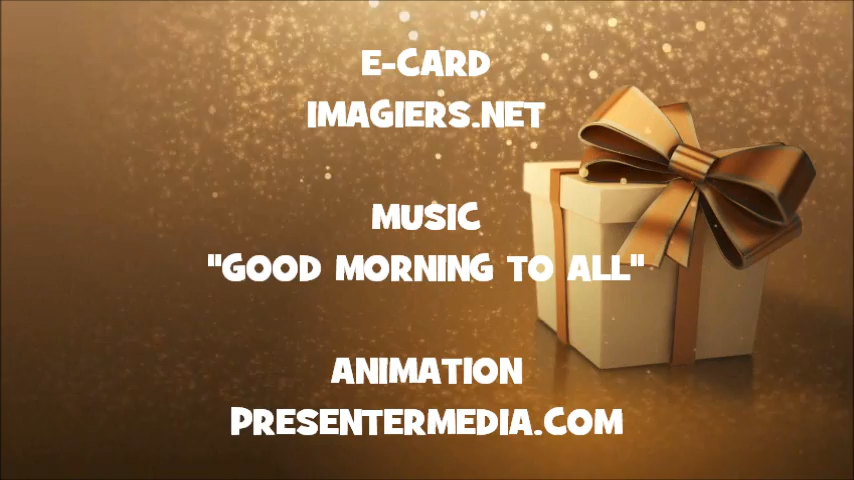 E-CARD
IMAGIERS.NET
MUSIC
"GOOD MORNING TO ALL"
ANIMATION
PRESENTERMEDIA.COM